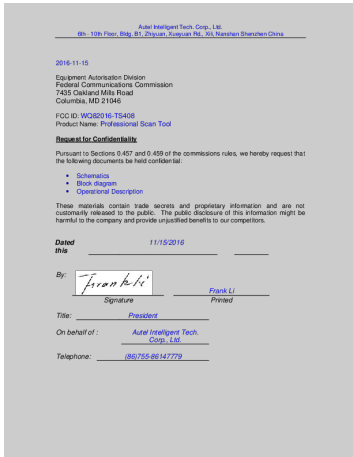 Autel Intelligent Tech. Corp., Ltd.
6th - 10th Floor, Bldg. B1, Zhiyuan, Xueyuan Rd., Xili, Nanshan Shenzhen China
2016-11-15
Equipment Autorisation Division
Federal Communications Commission
7435 Oakland Mills Road
Columbia, MD 21046
FCC ID: WQ82016-TS408
Product Name: Professional Scan Tool
Request for Confidentiality
Pursuant to Sections 0.457 and 0.459 of the commissions rules, we hereby request that
the following documents be held confidential:
• Schematics
• Block diagram
• Operational Description
These materials contain trade secrets and proprietary information and are not
customarily released to the public. The public disclosure of this information might be
harmful to the company and provide unjustified benefits to our competitors.
Dated this 11/15/2016
By: Frank li Frank Li
Signature Printed
Title: President
On behalf of : Autel Intelligent Tech.
Corp., Ltd.
Telephone: (86)755-86147779